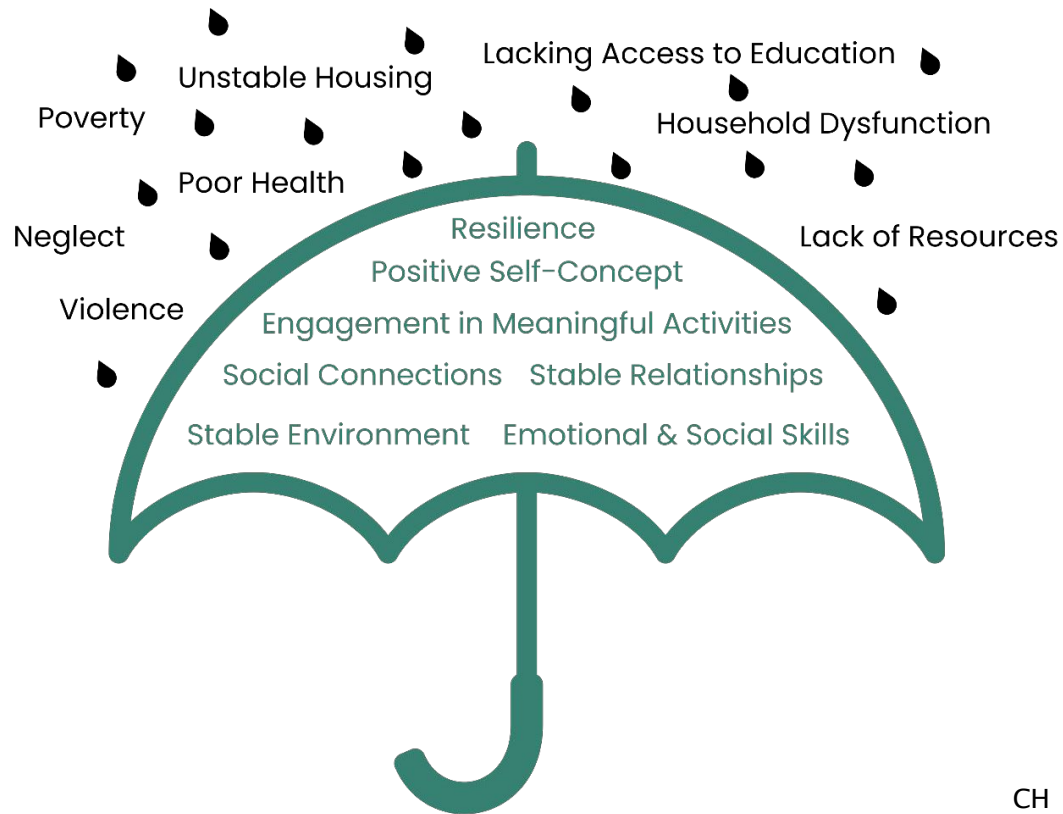 Lacking Access to Education
Unstable Housing
Poverty
Household Dysfunction
Poor Health
Neglect
Lack of Resources
Violence
Resilience
Positive Self-Concept
Engagement in Meaningful Activities
Social Connections Stable Relationships
Stable Environment Emotional & Social Skills
CH